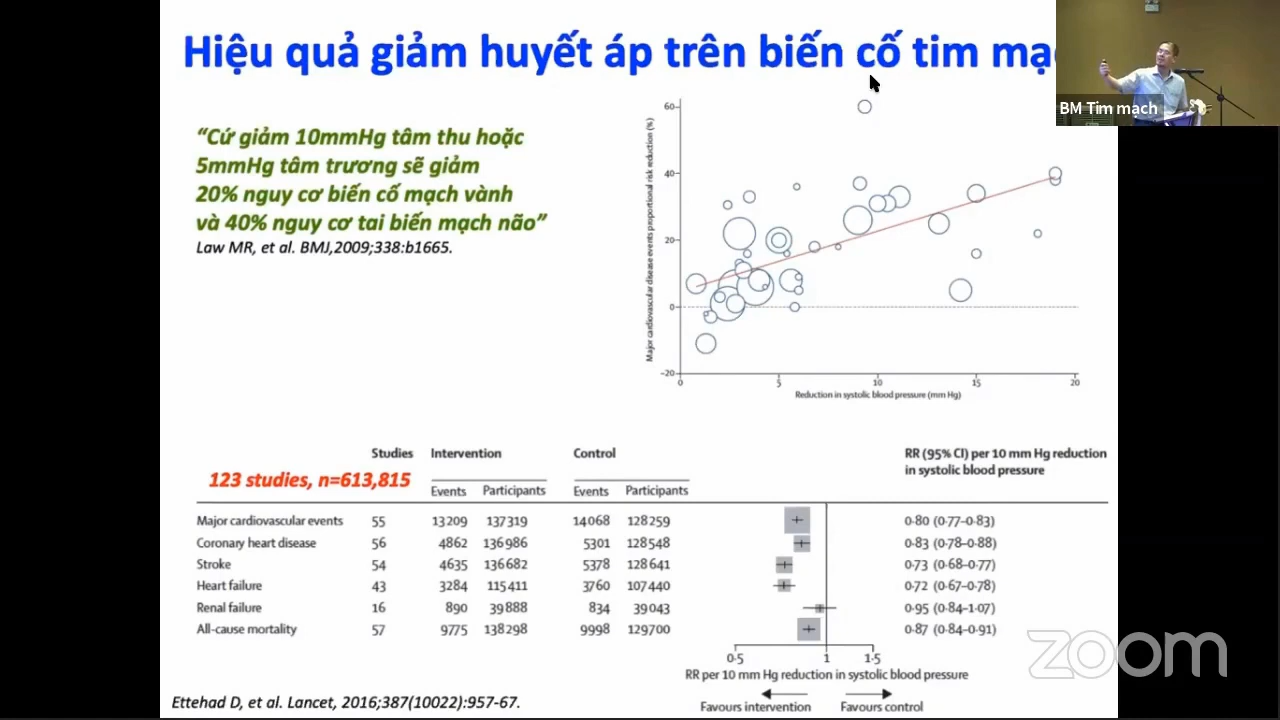 Hiệu quả giảm huyết áp trên biến cố tim mạ
BM Tim mach
“Cứ giảm 10mmHg tâm thu hoặc
5mmHg tâm trương sẽ giảm
20% nguy cơ biến cố mạch vành
và 40% nguy cơ tai biến mạch não”
Law MR, et al. BMJ,2009;338:b1665.
Major cardiovascular disease events proportional risk reduction (%)
60
40
20
0
-20
0 5 10 15 20
Reduction in systolic blood pressure (mm Hg)
123 studies, n=613,815
Studies Intervention Control RR (95% CI) per 10 mm Hg reduction
in systolic blood pressure
Events Participants Events Participants
Major cardiovascular events 55 13209 137319 14068 128259 0·80 (0·77–0·83)
Coronary heart disease 56 4862 136986 5301 128548 0·83 (0·78–0·88)
Stroke 54 4635 136682 5378 128641 0·73 (0·68–0·77)
Heart failure 43 3284 115411 3760 107440 0·72 (0·67–0·78)
Renal failure 16 890 39888 834 39043 0·95 (0·84–1·07)
All-cause mortality 57 9775 138298 9998 129700 0·87 (0·84–0·91)
0·5 1 1·5
RR per 10 mm Hg reduction in systolic blood pressure
Favours intervention Favours control
Ettehad D, et al. Lancet, 2016;387(10022):957-67.
zoom